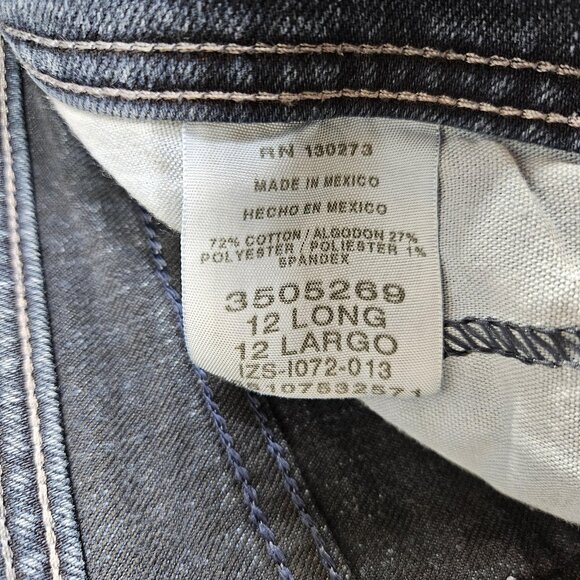 RN 130273
MADE IN MEXICO
HECHO EN MEXICO
72% COTTON / ALGODON 27%
POLYESTER / POLIESTER 1%
SPANDEX
3505269
12 LONG
12 LARGO
IZS-I072-013